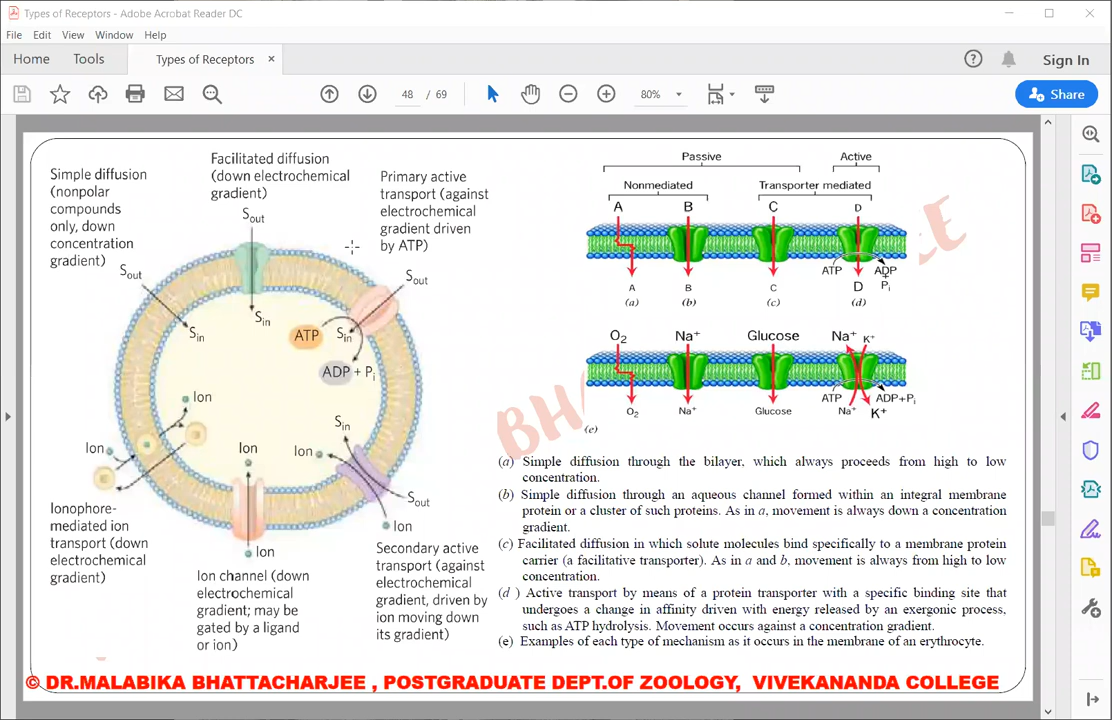 Types of Receptors - Adobe Acrobat Reader DC
File Edit View Window Help
Home Tools Types of Receptors ×
Sign In
48 / 69
80%
Share
Simple diffusion
(nonpolar
compounds
only, down
concentration
gradient)
Facilitated diffusion
(down electrochemical
gradient)
Primary active
transport (against
electrochemical
gradient driven
by ATP)
Sout
Sout
Sout
Sin
Sin
Sin
ATP
ADP + Pi
Ion
Ion
Ion
Ion
Sin
Ion
Sout
Ion
Ionophore-
mediated ion
transport (down
electrochemical
gradient)
Ion channel (down
electrochemical
gradient; may be
gated by a ligand
or ion)
Secondary active
transport (against
electrochemical
gradient, driven by
ion moving down
its gradient)
Passive Active
Nonmediated Transporter mediated
A B C D
ATP ADP
+
Pi
A B C D
(a) (b) (c) (d)
O2 Na+ Glucose Na+ K+
ATP ADP+Pi
O2 Na+ Glucose Na+ K+
(e)
(a) Simple diffusion through the bilayer, which always proceeds from high to low
concentration.
(b) Simple diffusion through an aqueous channel formed within an integral membrane
protein or a cluster of such proteins. As in a, movement is always down a concentration
gradient.
(c) Facilitated diffusion in which solute molecules bind specifically to a membrane protein
carrier (a facilitative transporter). As in a and b, movement is always from high to low
concentration.
(d ) Active transport by means of a protein transporter with a specific binding site that
undergoes a change in affinity driven with energy released by an exergonic process,
such as ATP hydrolysis. Movement occurs against a concentration gradient.
(e) Examples of each type of mechanism as it occurs in the membrane of an erythrocyte.
© DR.MALABIKA BHATTACHARJEE , POSTGRADUATE DEPT.OF ZOOLOGY, VIVEKANANDA COLLEGE